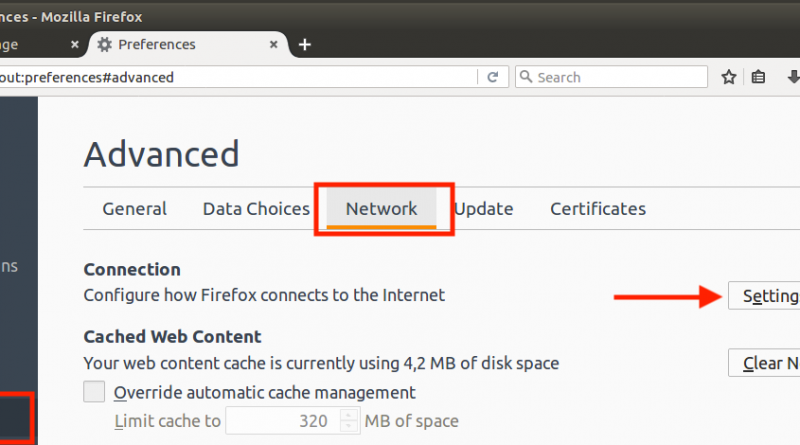 nces - Mozilla Firefox
ge × Preferences × +
out:preferences#advanced Search
Advanced
General Data Choices Network Update Certificates
ns
Connection
Configure how Firefox connects to the Internet Setting
Cached Web Content
Your web content cache is currently using 4,2 MB of disk space Clear N
Override automatic cache management
Limit cache to 320 MB of space